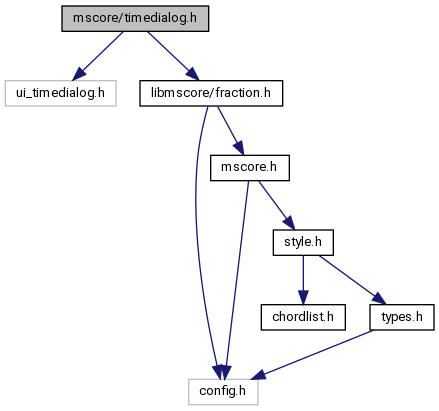 mscore/timedialog.h
ui_timedialog.h
libmscore/fraction.h
mscore.h
style.h
chordlist.h
types.h
config.h